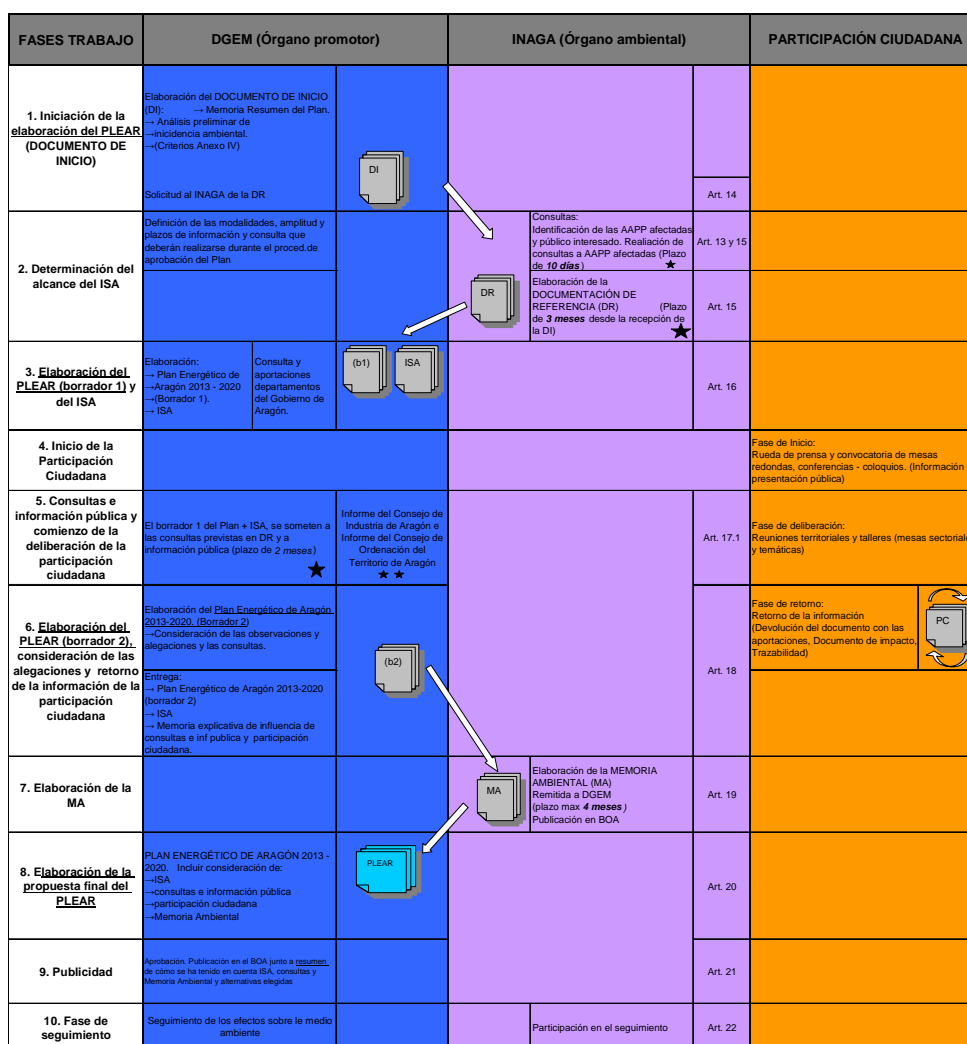 FASES TRABAJO
DGEM (Órgano promotor)
INAGA (Órgano ambiental)
PARTICIPACIÓN CIUDADANA
1. Iniciación de la
elaboración del PLEAR
(DOCUMENTO DE
INICIO)
Elaboración del DOCUMENTO DE INICIO
(DI): → Memoria Resumen del Plan.
→ Análisis preliminar de
→inicidencia ambiental.
→(Criterios Anexo IV)
Solicitud al INAGA de la DR
DI
Art. 14
2. Determinación del
alcance del ISA
Definición de las modalidades, amplitud y
plazos de información y consulta que
deberán realizarse durante el proced.de
aprobación del Plan
Consultas:
Identificación de las AAPP afectadas
y público interesado. Realiación de
consultas a AAPP afectadas (Plazo
de 10 días) ★
Art. 13 y 15
DR
Elaboración de la
DOCUMENTACIÓN DE
REFERENCIA (DR) (Plazo
de 3 meses desde la recepción de
la DI) ★
Art. 15
3. Elaboración del
PLEAR (borrador 1) y
del ISA
Elaboración:
→ Plan Energético de
→Aragón 2013 - 2020
→(Borrador 1).
→ ISA
Consulta y
aportaciones
departamentos
del Gobierno de
Aragón.
(b1)
ISA
Art. 16
4. Inicio de la
Participación
Ciudadana
Fase de Inicio:
Rueda de prensa y convocatoria de mesas
redondas, conferencias - coloquios. (Información
presentación pública)
5. Consultas e
información pública y
comienzo de la
deliberación de la
participación
ciudadana
El borrador 1 del Plan + ISA, se someten a
las consultas previstas en DR y a
información pública (plazo de 2 meses)
★
Informe del Consejo de
Industria de Aragón e
Informe del Consejo de
Ordenación del
Territorio de Aragón
★ ★
Art. 17.1
Fase de deliberación:
Reuniones territoriales y talleres (mesas sectoriale
y temáticas)
6. Elaboración del
PLEAR (borrador 2),
consideración de las
alegaciones y retorno
de la información de la
participación
ciudadana
Elaboración del Plan Energético de Aragón
2013-2020. (Borrador 2)
→Consideración de las observaciones y
alegaciones y las consultas.
Entrega:
→ Plan Energético de Aragón 2013-2020
(borrador 2)
→ ISA
→ Memoria explicativa de influencia de
consultas e inf publica y participación
ciudadana.
(b2)
Art. 18
Fase de retorno:
Retorno de la información
(Devolución del documento con las
aportaciones, Documento de impacto,
Trazabilidad)
PC
7. Elaboración de la
MA
MA
Elaboración de la MEMORIA
AMBIENTAL (MA)
Remitida a DGEM
(plazo max 4 meses)
Publicación en BOA
Art. 19
8. Elaboración de la
propuesta final del
PLEAR
PLAN ENERGÉTICO DE ARAGÓN 2013 -
2020. Incluir consideración de:
→ISA
→consultas e información pública
→participación ciudadana
→Memoria Ambiental
PLEAR
Art. 20
9. Publicidad
Aprobación. Publicación en el BOA junto a resumen
de cómo se ha tenido en cuenta ISA, consultas y
Memoria Ambiental y alternativas elegidas
Art. 21
10. Fase de
seguimiento
Seguimiento de los efectos sobre le medio
ambiente
Participación en el seguimiento
Art. 22